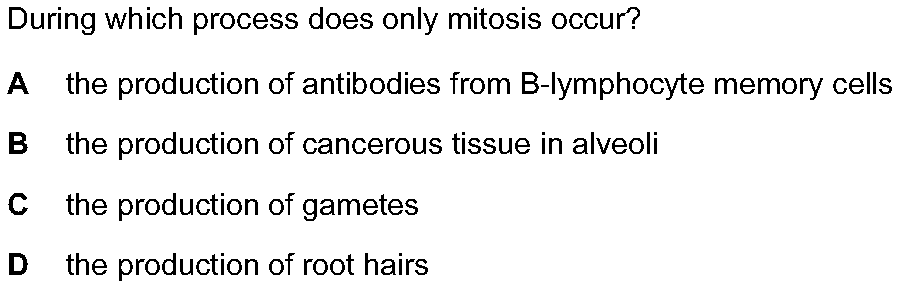 During which process does only mitosis occur?
A the production of antibodies from B-lymphocyte memory cells
B the production of cancerous tissue in alveoli
C the production of gametes
D the production of root hairs